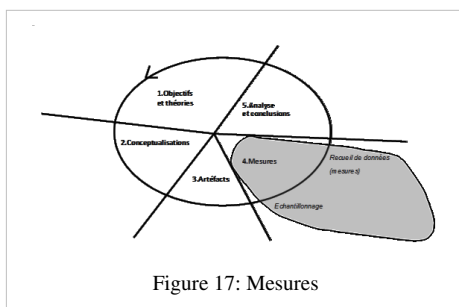 1.Objectifs
et théories
5.Analyse
et conclusions
2.Conceptualisations
4.Mesures
Recueil de données
(mesures)
3.Artéfacts
Echantillonnage
Figure 17: Mesures